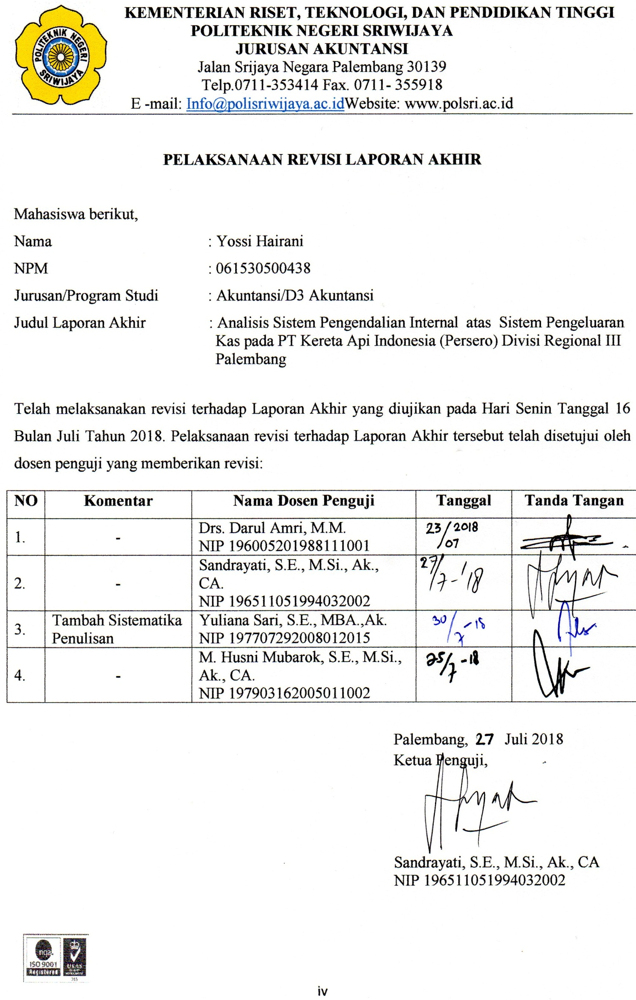 KEMENTERIAN RISET, TEKNOLOGI, DAN PENDIDIKAN TINGGI
POLITEKNIK NEGERI SRIWIJAYA
JURUSAN AKUNTANSI
Jalan Srijaya Negara Palembang 30139
Telp.0711-353414 Fax. 0711- 355918
E -mail: Info@polisriwijaya.ac.idWebsite: www.polsri.ac.id
POLITEKNIK NEGERI
SRIWIJAYA
PELAKSANAAN REVISI LAPORAN AKHIR
Mahasiswa berikut,
Nama : Yossi Hairani
NPM : 061530500438
Jurusan/Program Studi : Akuntansi/D3 Akuntansi
Judul Laporan Akhir : Analisis Sistem Pengendalian Internal atas Sistem Pengeluaran
Kas pada PT Kereta Api Indonesia (Persero) Divisi Regional III
Palembang
Telah melaksanakan revisi terhadap Laporan Akhir yang diujikan pada Hari Senin Tanggal 16
Bulan Juli Tahun 2018. Pelaksanaan revisi terhadap Laporan Akhir tersebut telah disetujui oleh
dosen penguji yang memberikan revisi:
NO Komentar Nama Dosen Penguji Tanggal Tanda Tangan
1. - Drs. Darul Amri, M.M. 23/2018
NIP 196005201988111001 /07
2. - Sandrayati, S.E., M.Si., Ak., 27/7-'18
CA.
NIP 196511051994032002
3. Tambah Sistematika Yuliana Sari, S.E., MBA.,Ak. 30/7-18
Penulisan NIP 197707292008012015
4. - M. Husni Mubarok, S.E., M.Si., 25/7-18
Ak., CA.
NIP 197903162005011002
Palembang, 27 Juli 2018
Ketua Penguji,
Sandrayati, S.E., M.Si., Ak., CA
NIP 196511051994032002
nqa.
ISO 9001
Registered
UKAS
015
iv